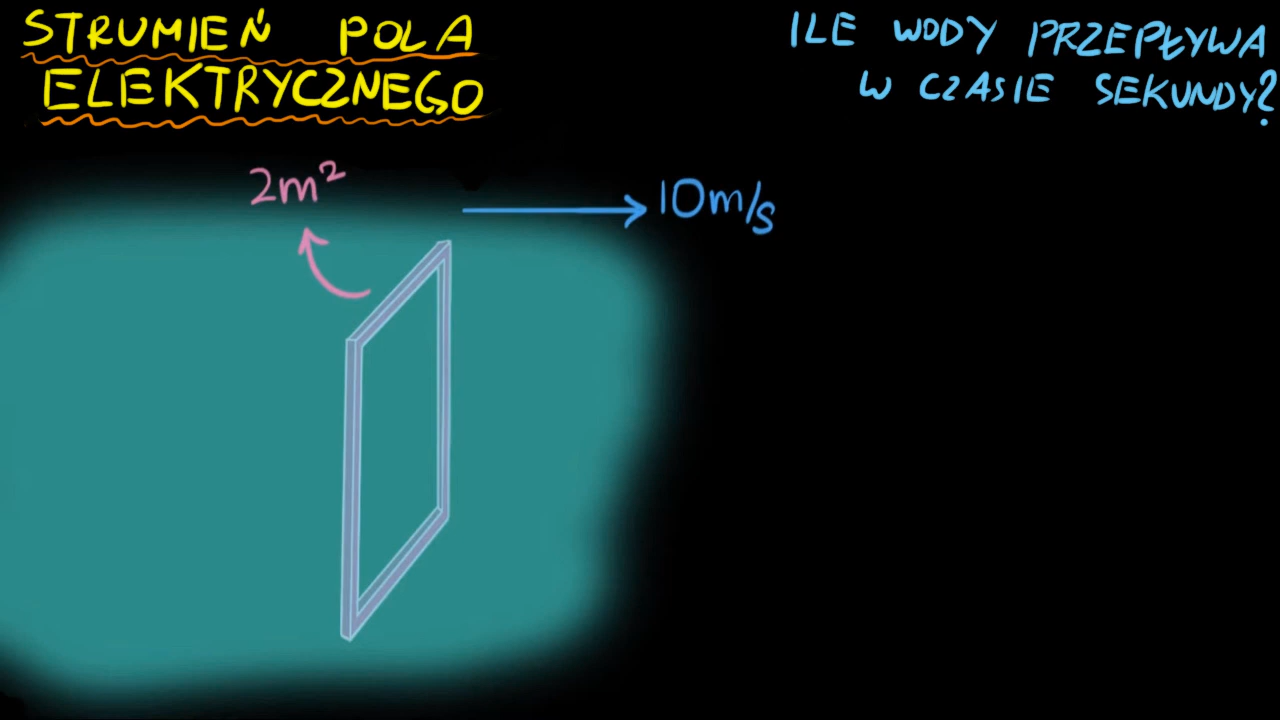 STRUMIEŃ POLA
ELEKTRYCZNEGO
ILE WODY PRZEPŁYWA
W CZASIE SEKUNDY?
2m²
10m/s